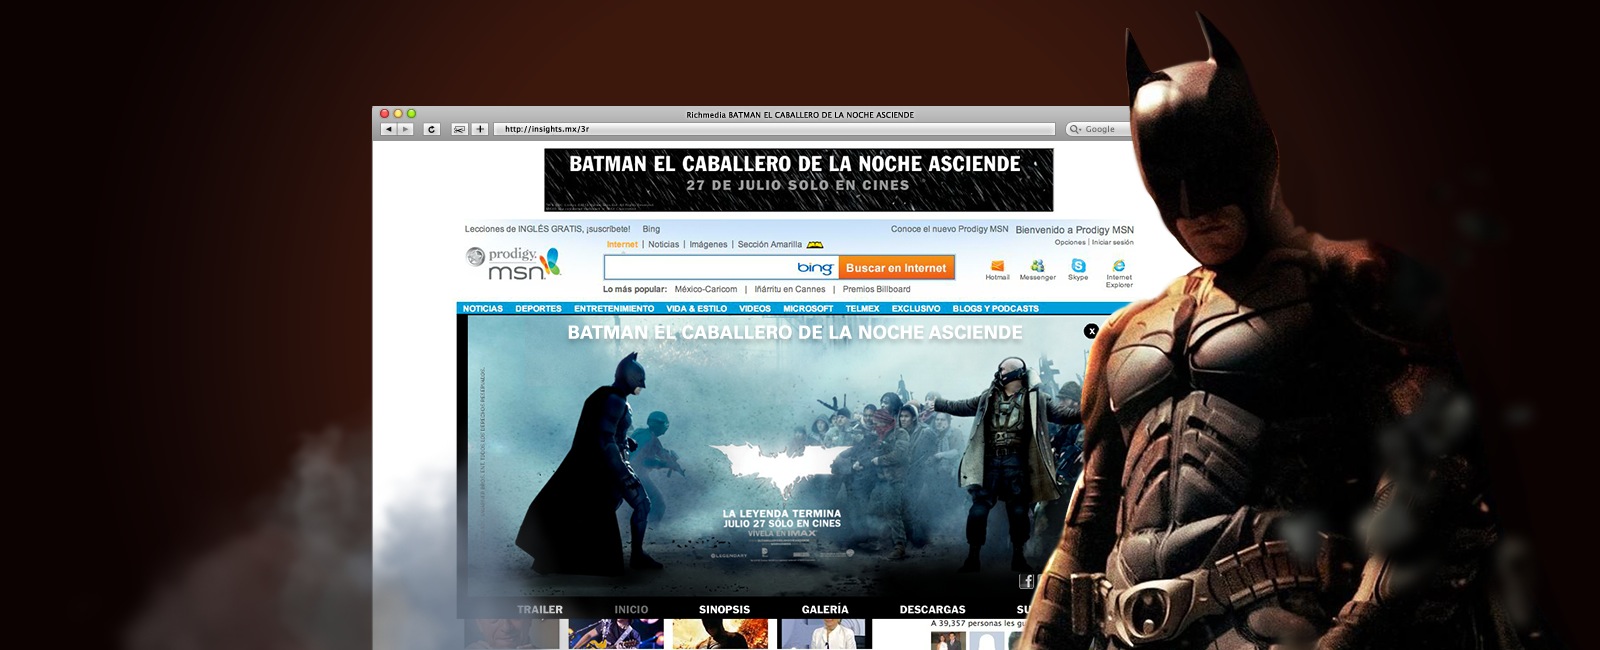 Richmedia BATMAN EL CABALLERO DE LA NOCHE ASCIENDE
http://insights.mx/3r
Google
BATMAN EL CABALLERO DE LA NOCHE ASCIENDE
27 DE JULIO SOLO EN CINES
Lecciones de INGLÉS GRATIS, ¡suscríbete! Bing
Conoce el nuevo Prodigy MSN Bienvenido a Prodigy MSN
Opciones | Iniciar sesión
Internet | Noticias | Imágenes | Sección Amarilla
prodigy.
msn
bing
Buscar en Internet
Hotmail Messenger Skype Internet Explorer
Lo más popular: México-Caricom | Iñárritu en Cannes | Premios Billboard
NOTICIAS DEPORTES ENTRETENIMIENTO VIDA & ESTILO VIDEOS MICROSOFT TELMEX EXCLUSIVO BLOGS Y PODCASTS
BATMAN EL CABALLERO DE LA NOCHE ASCIENDE
X
LA LEYENDA TERMINA
JULIO 27 SÓLO EN CINES
VÍVELA EN IMAX
LEGENDARY
f
TRAILER INICIO SINOPSIS GALERÍA DESCARGAS SU
A 39,357 personas les gu